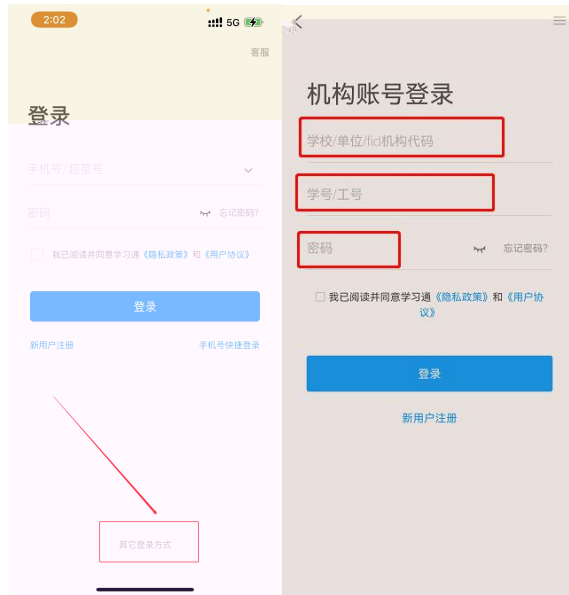 2:02
5G
客服
登录
手机号/超星号
密码
忘记密码?
我已阅读并同意学习通《隐私政策》和《用户协议》
登录
新用户注册
手机号快捷登录
其它登录方式
机构账号登录
学校/单位/fid机构代码
学号/工号
密码
忘记密码?
我已阅读并同意学习通《隐私政策》和《用户协
议》
登录
新用户注册